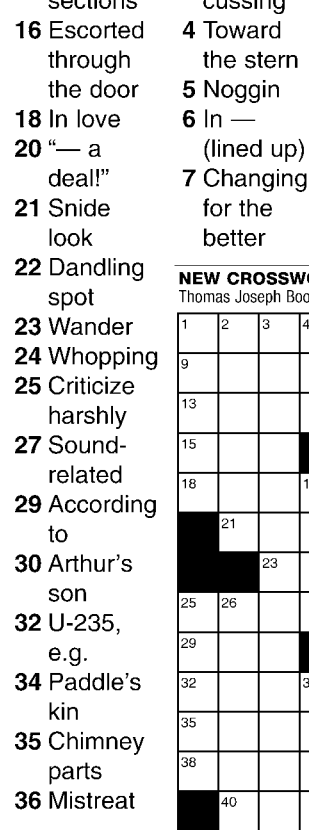 sections
16 Escorted
through
the door
18 In love
20 “— a
deal!”
21 Snide
look
22 Dandling
spot
23 Wander
24 Whopping
25 Criticize
harshly
27 Sound-
related
29 According
to
30 Arthur’s
son
32 U-235,
e.g.
34 Paddle’s
kin
35 Chimney
parts
36 Mistreat
cussing
4 Toward
the stern
5 Noggin
6 In —
(lined up)
7 Changing
for the
better
NEW CROSSW
Thomas Joseph Boo
1 2 3 4
9
13
15
18
21
23
25 26
29
32
35
38
40